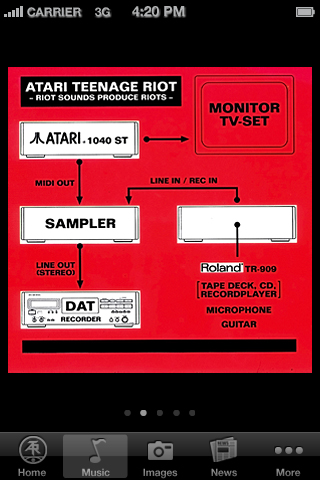 CARRIER 3G 4:20 PM
ATARI TEENAGE RIOT
- RIOT SOUNDS PRODUCE RIOTS -
MONITOR
TV-SET
ATARI® 1040 ST
MIDI OUT
LINE IN / REC IN
SAMPLER
LINE OUT
(STEREO)
Roland TR-909
[TAPE DECK, CD,
RECORDPLAYER]
MICROPHONE
GUITAR
DAT
RECORDER
Home Music Images News More